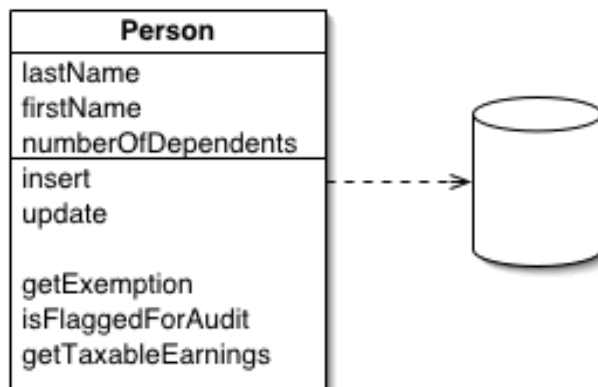 Person
lastName
firstName
numberOfDependents
insert
update
getExemption
isFlaggedForAudit
getTaxableEarnings